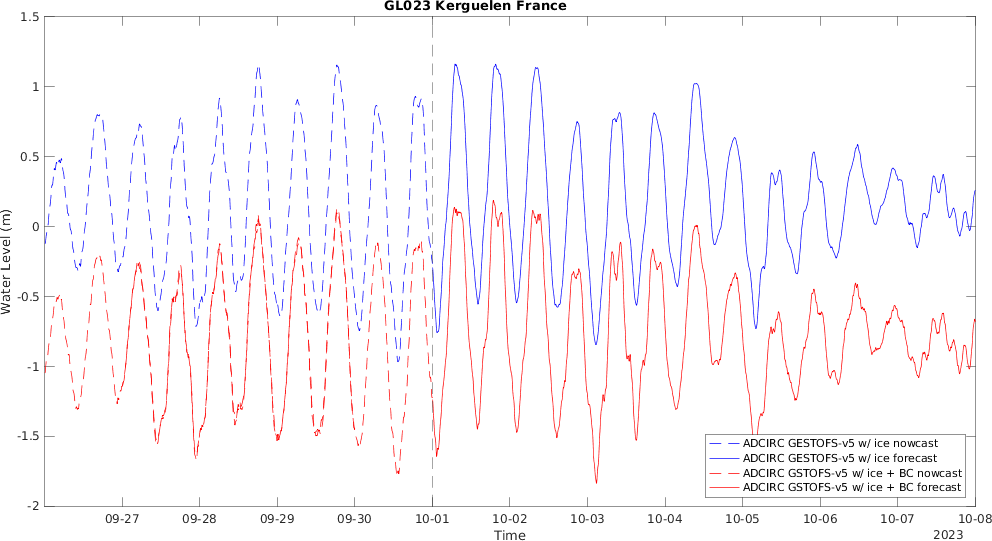 GL023 Kerguelen France
1.5
1
0.5
0
-0.5
-1
-1.5
-2
Water Level (m)
09-27 09-28 09-29 09-30 10-01 10-02 10-03 10-04 10-05 10-06 10-07 10-08
Time
2023
ADCIRC GESTOFS-v5 w/ ice nowcast
ADCIRC GESTOFS-v5 w/ ice forecast
ADCIRC GSTOFS-v5 w/ ice + BC nowcast
ADCIRC GSTOFS-v5 w/ ice + BC forecast